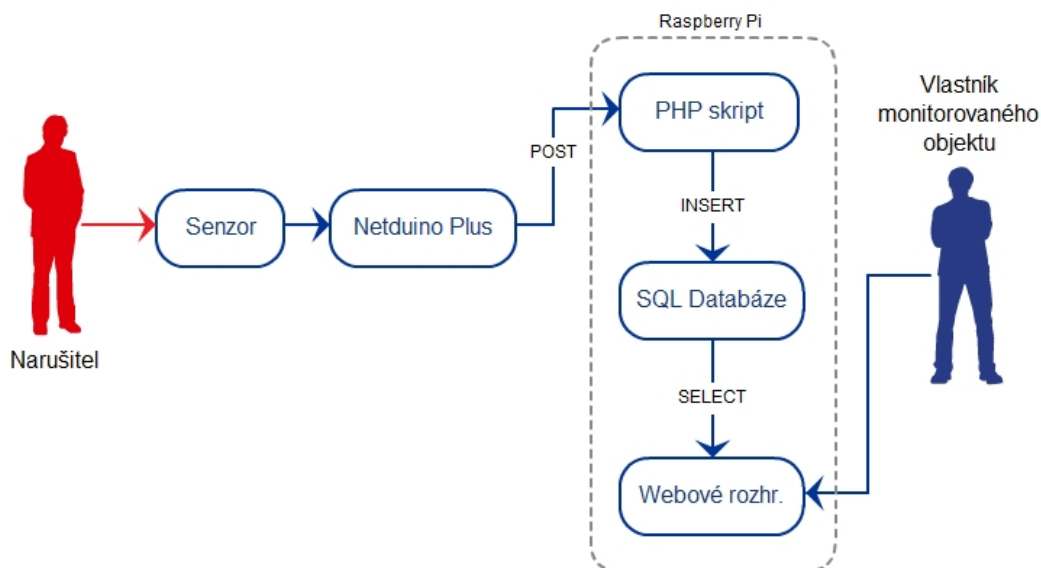 Raspberry Pi
PHP skript
Vlastník
monitorovaného
objektu
POST
INSERT
Senzor
Netduino Plus
SQL Databáze
Narušitel
SELECT
Webové rozhr.